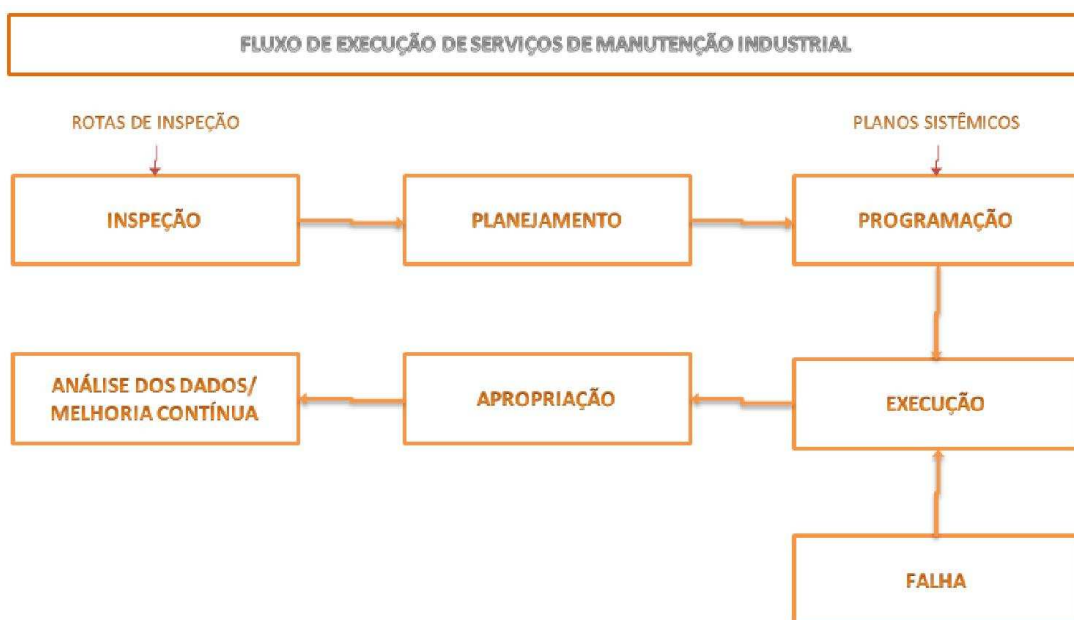 FLUXO DE EXECUÇÃO DE SERVIÇOS DE MANUTENÇÃO INDUSTRIAL
ROTAS DE INSPEÇÃO
PLANOS SISTÊMICOS
INSPEÇÃO
PLANEJAMENTO
PROGRAMAÇÃO
ANÁLISE DOS DADOS/
MELHORIA CONTÍNUA
APROPRIAÇÃO
EXECUÇÃO
FALHA